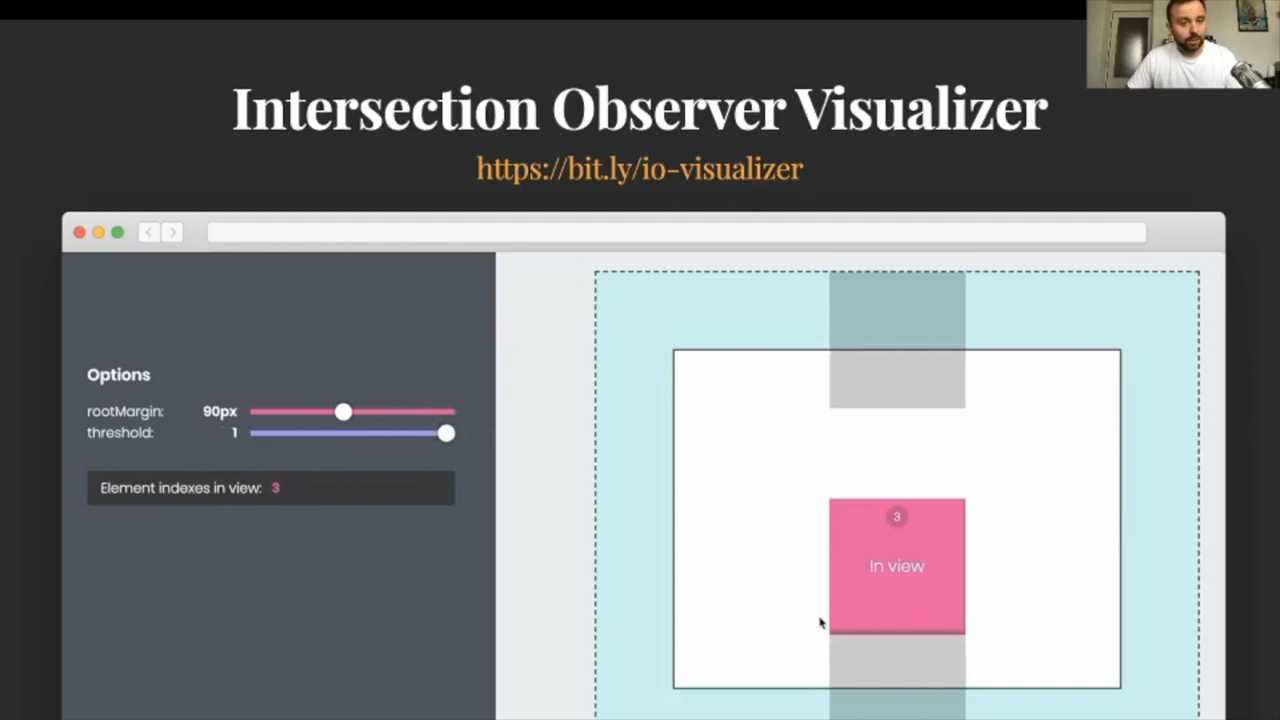 Intersection Observer Visualizer
https://bit.ly/io-visualizer
Options
rootMargin: 90px
threshold: 1
Element indexes in view: 3
3
In view